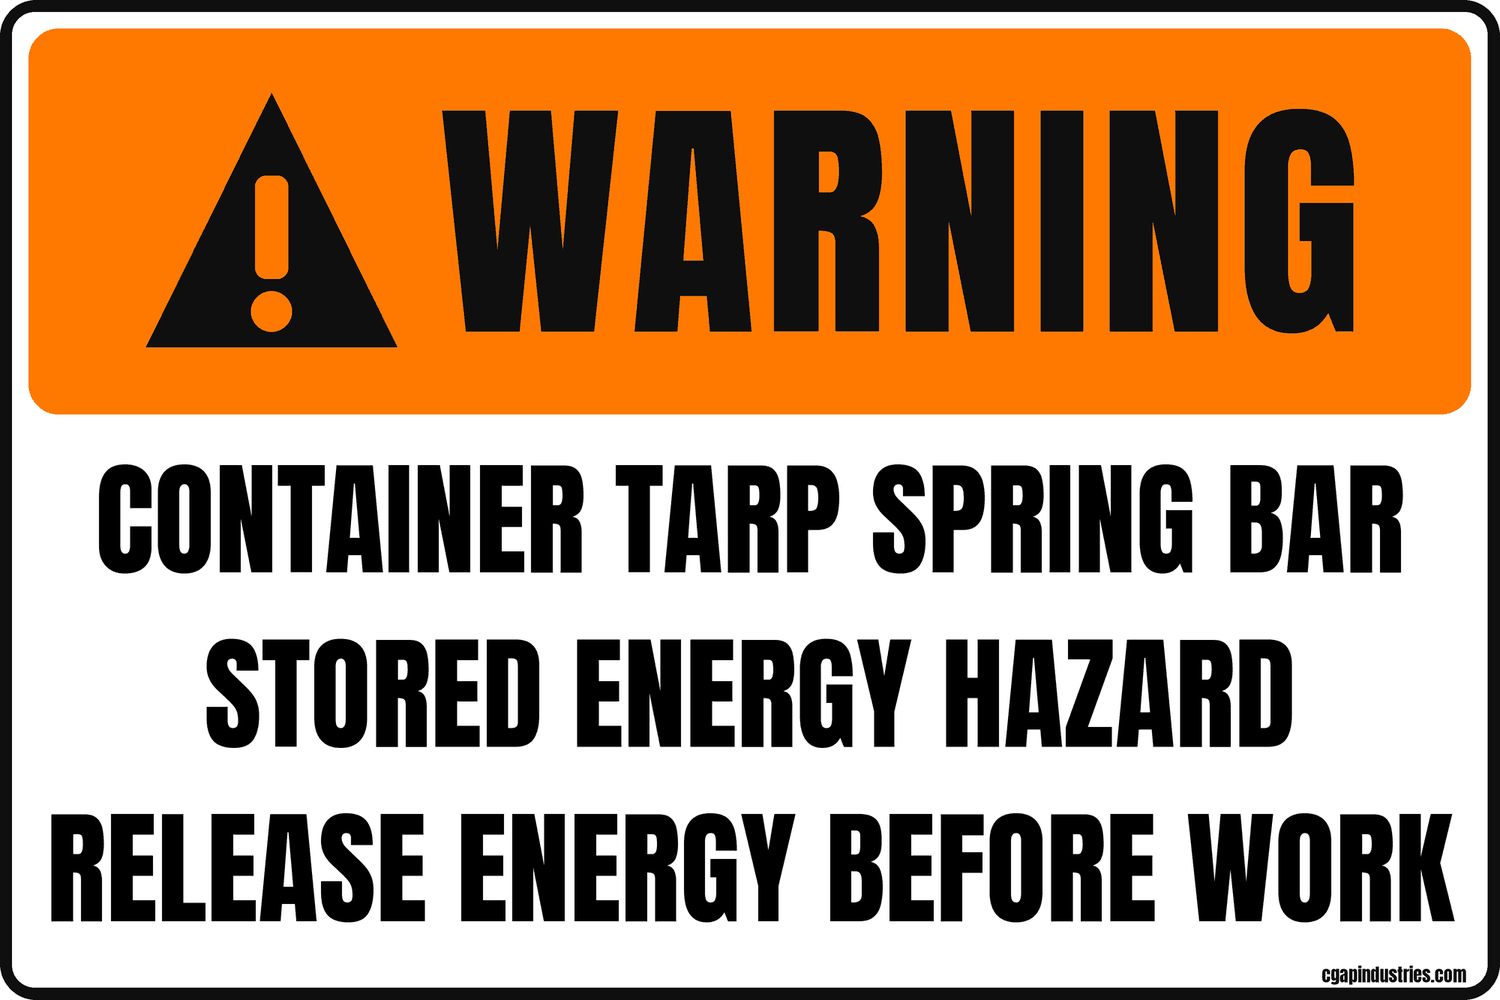 WARNING
CONTAINER TARP SPRING BAR
STORED ENERGY HAZARD
RELEASE ENERGY BEFORE WORK
cgapindustries.com